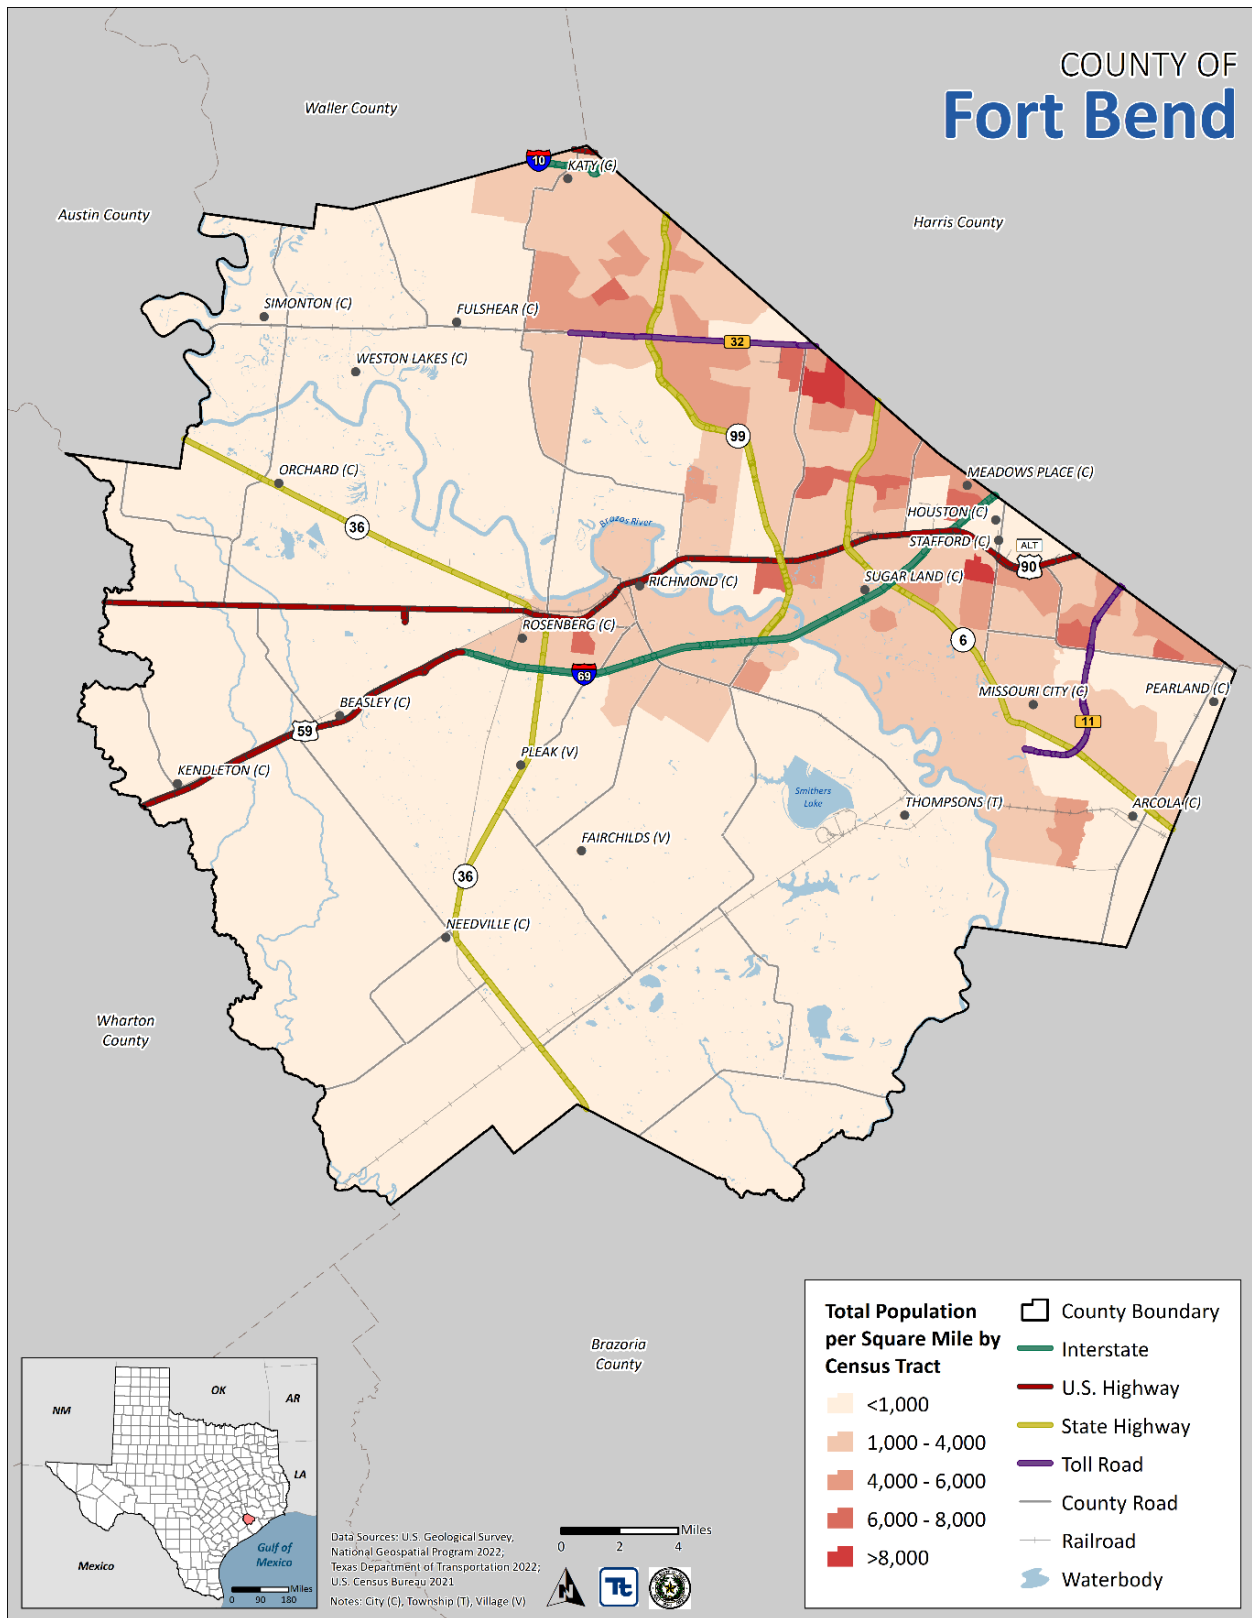 COUNTY OF
Fort Bend
Waller County
Austin County
Harris County
10
KATY (C)
SIMONTON (C)
FULSHEAR (C)
32
WESTON LAKES (C)
99
ORCHARD (C)
MEADOWS PLACE (C)
36
Brazos River
HOUSTON (C)
STAFFORD (C)
ALT
90
RICHMOND (C)
SUGAR LAND (C)
ROSENBERG (C)
6
69
BEASLEY (C)
MISSOURI CITY (C)
PEARLAND (C)
59
11
PLEAK (V)
KENDLETON (C)
Smithers
Lake
THOMPSONS (T)
ARCOLA (C)
FAIRCHILDS (V)
36
NEEDVILLE (C)
Wharton
County
Brazoria
County
Total Population
per Square Mile by
Census Tract
<1,000
1,000 - 4,000
4,000 - 6,000
6,000 - 8,000
>8,000
County Boundary
Interstate
U.S. Highway
State Highway
Toll Road
County Road
Railroad
Waterbody
NM
OK
AR
LA
Mexico
Gulf of
Mexico
Miles
0 90 180
Data Sources: U.S. Geological Survey,
National Geospatial Program 2022;
Texas Department of Transportation 2022;
U.S. Census Bureau 2021
Notes: City (C), Township (T), Village (V)
Miles
0 2 4
N
Tt